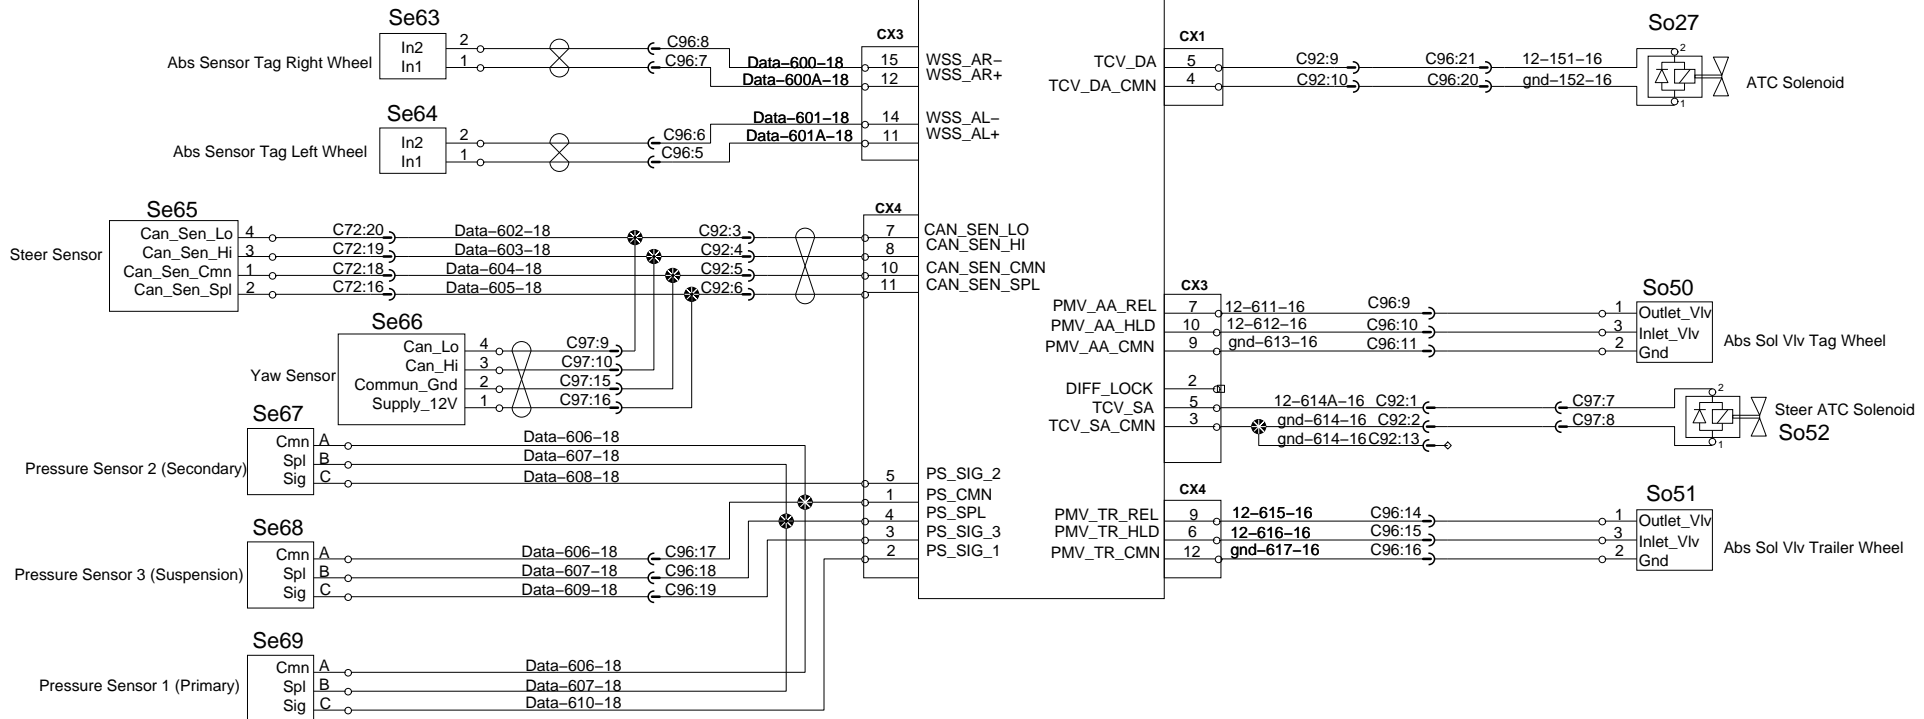 Se63
Abs Sensor Tag Right Wheel
In2 2 C96:8 Data-600-18
In1 1 C96:7 Data-600A-18
Se64
Abs Sensor Tag Left Wheel
In2 2 C96:6 Data-601-18
In1 1 C96:5 Data-601A-18
CX3
15 WSS_AR-
12 WSS_AR+
14 WSS_AL-
11 WSS_AL+
Se65
Steer Sensor
Can_Sen_Lo 4 C72:20 Data-602-18 C92:3
Can_Sen_Hi 3 C72:19 Data-603-18 C92:4
Can_Sen_Cmn 1 C72:18 Data-604-18 C92:5
Can_Sen_Spl 2 C72:16 Data-605-18 C92:6
CX4
7 CAN_SEN_LO
8 CAN_SEN_HI
10 CAN_SEN_CMN
11 CAN_SEN_SPL
Se66
Yaw Sensor
Can_Lo 4 C97:9
Can_Hi 3 C97:10
Commun_Gnd 2 C97:15
Supply_12V 1 C97:16
Se67
Pressure Sensor 2 (Secondary)
Cmn A Data-606-18
Spl B Data-607-18
Sig C Data-608-18
5 PS_SIG_2
1 PS_CMN
4 PS_SPL
3 PS_SIG_3
2 PS_SIG_1
Se68
Pressure Sensor 3 (Suspension)
Cmn A Data-606-18 C96:17
Spl B Data-607-18 C96:18
Sig C Data-609-18 C96:19
Se69
Pressure Sensor 1 (Primary)
Cmn A Data-606-18
Spl B Data-607-18
Sig C Data-610-18
CX1
TCV_DA 5 C92:9 C96:21 12-151-16
TCV_DA_CMN 4 C92:10 C96:20 gnd-152-16
So27
2
1
ATC Solenoid
CX3
PMV_AA_REL 7 12-611-16 C96:9 1 Outlet_Vlv
PMV_AA_HLD 10 12-612-16 C96:10 3 Inlet_Vlv
PMV_AA_CMN 9 gnd-613-16 C96:11 2 Gnd
So50
Abs Sol Vlv Tag Wheel
DIFF_LOCK 2
TCV_SA 5 12-614A-16 C92:1 C97:7
TCV_SA_CMN 3 gnd-614-16 C92:2 C97:8
gnd-614-16 C92:13
2
1
Steer ATC Solenoid
So52
CX4
PMV_TR_REL 9 12-615-16 C96:14 1 Outlet_Vlv
PMV_TR_HLD 6 12-616-16 C96:15 3 Inlet_Vlv
PMV_TR_CMN 12 gnd-617-16 C96:16 2 Gnd
So51
Abs Sol Vlv Trailer Wheel